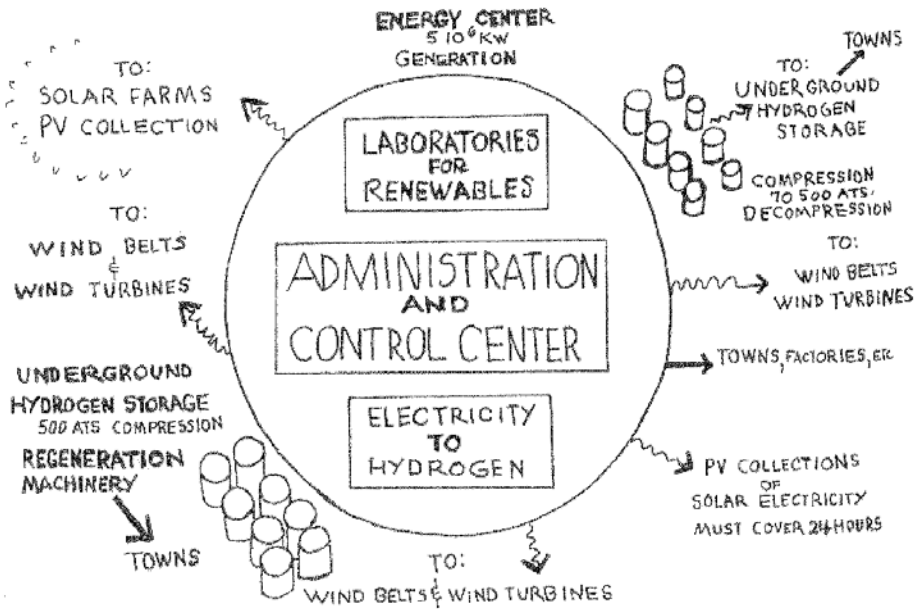 ENERGY CENTER
5 10⁶ KW
GENERATION
TO:
SOLAR FARMS
PV COLLECTION
TO:
WIND BELTS
&
WIND TURBINES
UNDERGROUND
HYDROGEN STORAGE
500 ATS COMPRESSION
REGENERATION
MACHINERY
TOWNS
LABORATORIES
FOR
RENEWABLES
ADMINISTRATION
AND
CONTROL CENTER
ELECTRICITY
TO
HYDROGEN
TOWNS
TO:
UNDERGROUND
HYDROGEN
STORAGE
COMPRESSION
TO 500 ATS.
DECOMPRESSION
TO:
WIND BELTS
WIND TURBINES
TOWNS, FACTORIES, ETC
PV COLLECTIONS
OF
SOLAR ELECTRICITY
MUST COVER 24 HOURS
TO:
WIND BELTS & WIND TURBINES